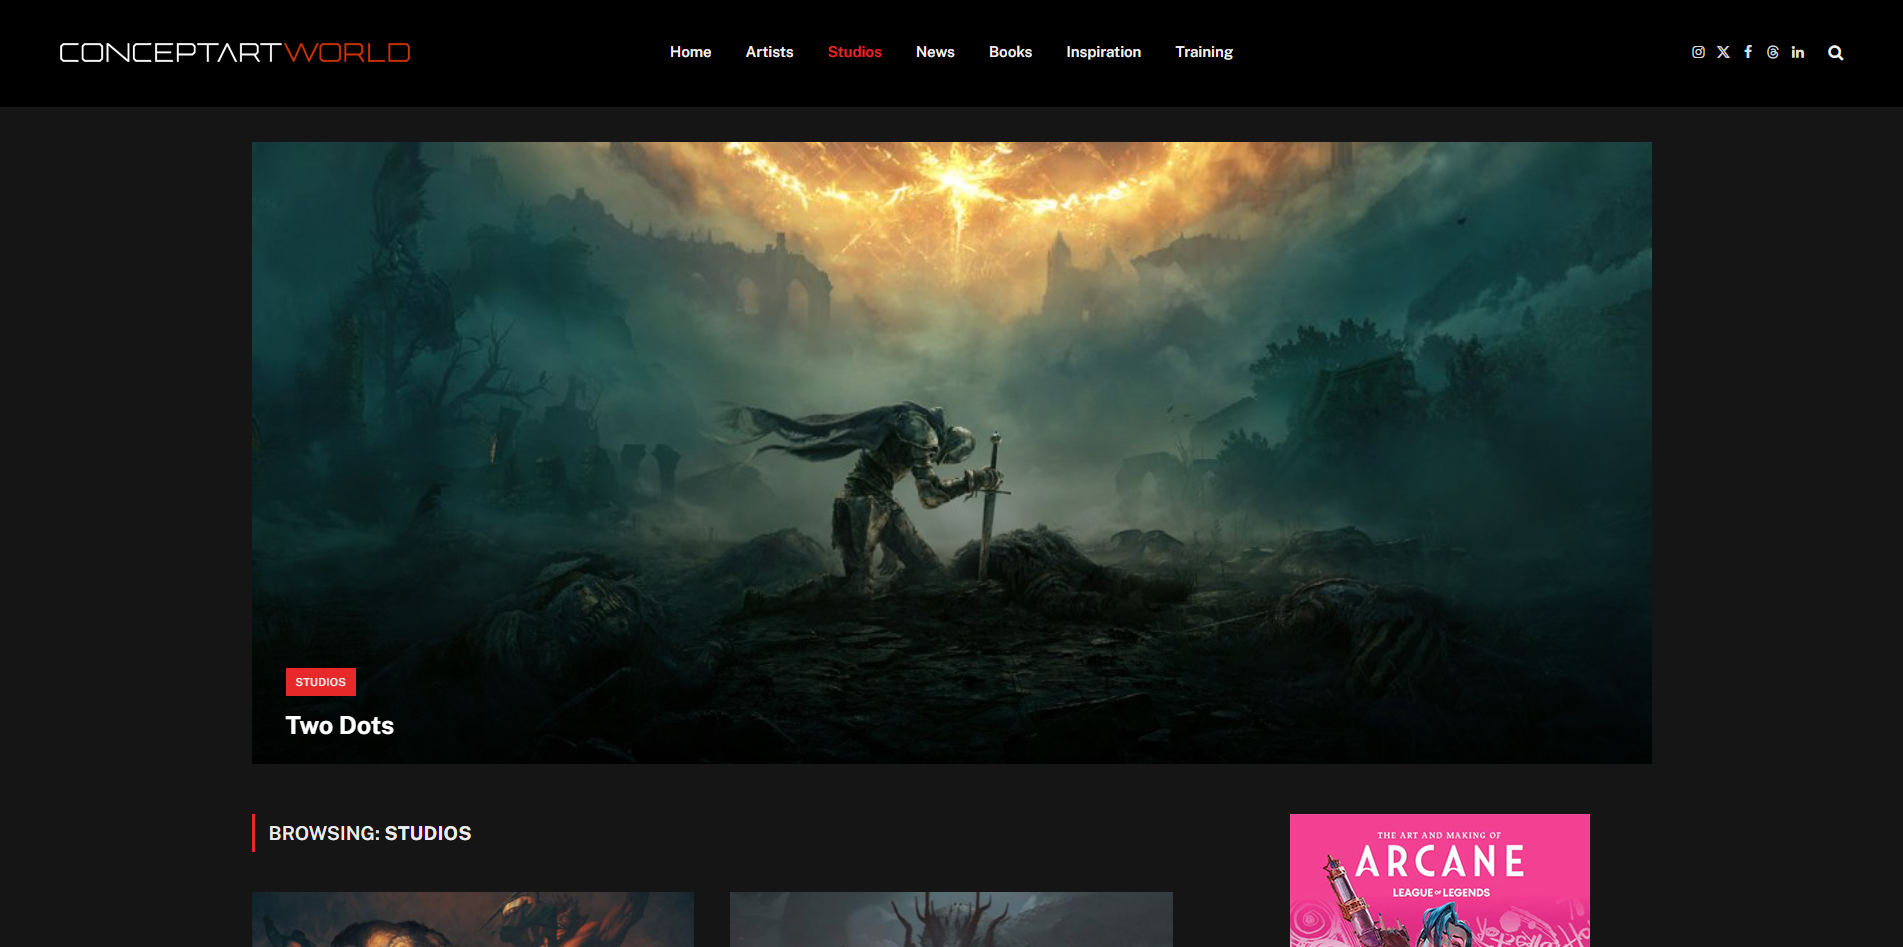 CONCEPTARTWORLD
Home Artists Studios News Books Inspiration Training
STUDIOS
Two Dots
BROWSING: STUDIOS
THE ART AND MAKING OF
ARCANE
LEAGUE OF LEGENDS